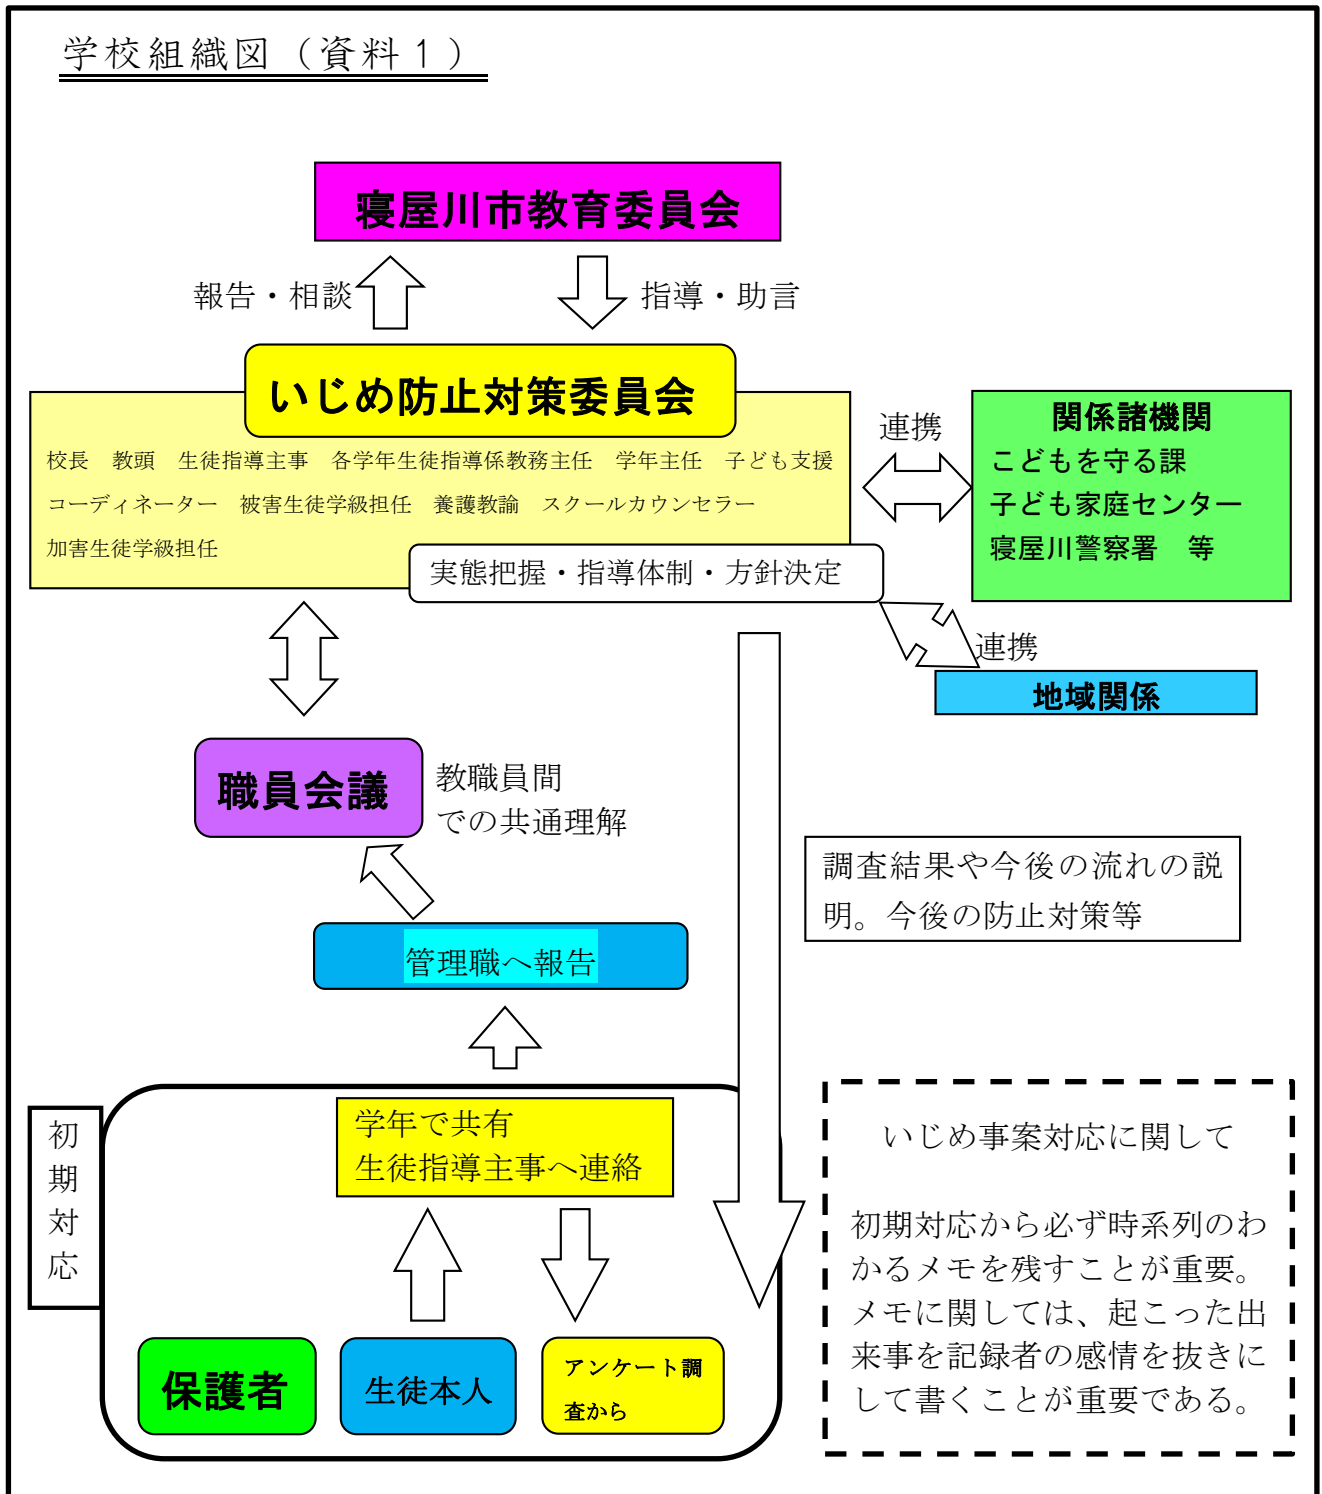 学校組織図（資料１）
寝屋川市教育委員会
報告・相談
指導・助言
いじめ防止対策委員会
校長　教頭　生徒指導主事　各学年生徒指導係教務主任　学年主任　子ども支援
コーディネーター　被害生徒学級担任　養護教諭　スクールカウンセラー
加害生徒学級担任
実態把握・指導体制・方針決定
連携
関係諸機関
こどもを守る課
子ども家庭センター
寝屋川警察署　等
連携
地域関係
職員会議
教職員間
での共通理解
調査結果や今後の流れの説
明。今後の防止対策等
管理職へ報告
初期対応
学年で共有
生徒指導主事へ連絡
保護者
生徒本人
アンケート調
査から
いじめ事案対応に関して
初期対応から必ず時系列のわ
かるメモを残すことが重要。
メモに関しては、起こった出
来事を記録者の感情を抜きに
して書くことが重要である。